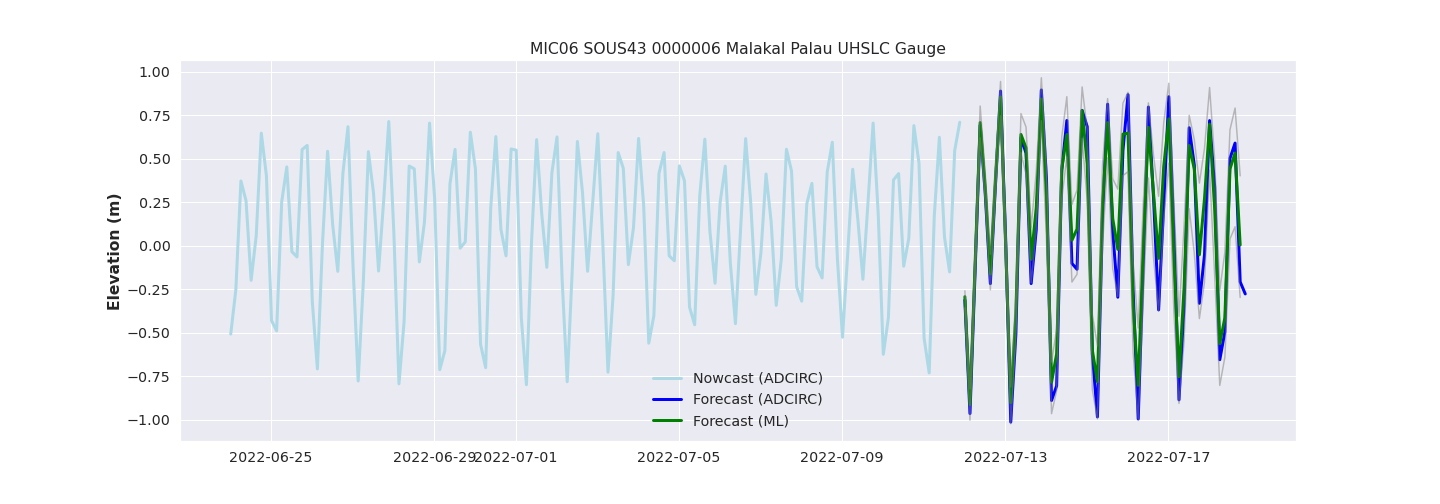 MIC06 SOUS43 0000006 Malakal Palau UHSLC Gauge
Elevation (m)
1.00
0.75
0.50
0.25
0.00
−0.25
−0.50
−0.75
−1.00
Nowcast (ADCIRC)
Forecast (ADCIRC)
Forecast (ML)
2022-06-25 2022-06-29 2022-07-01 2022-07-05 2022-07-09 2022-07-13 2022-07-17